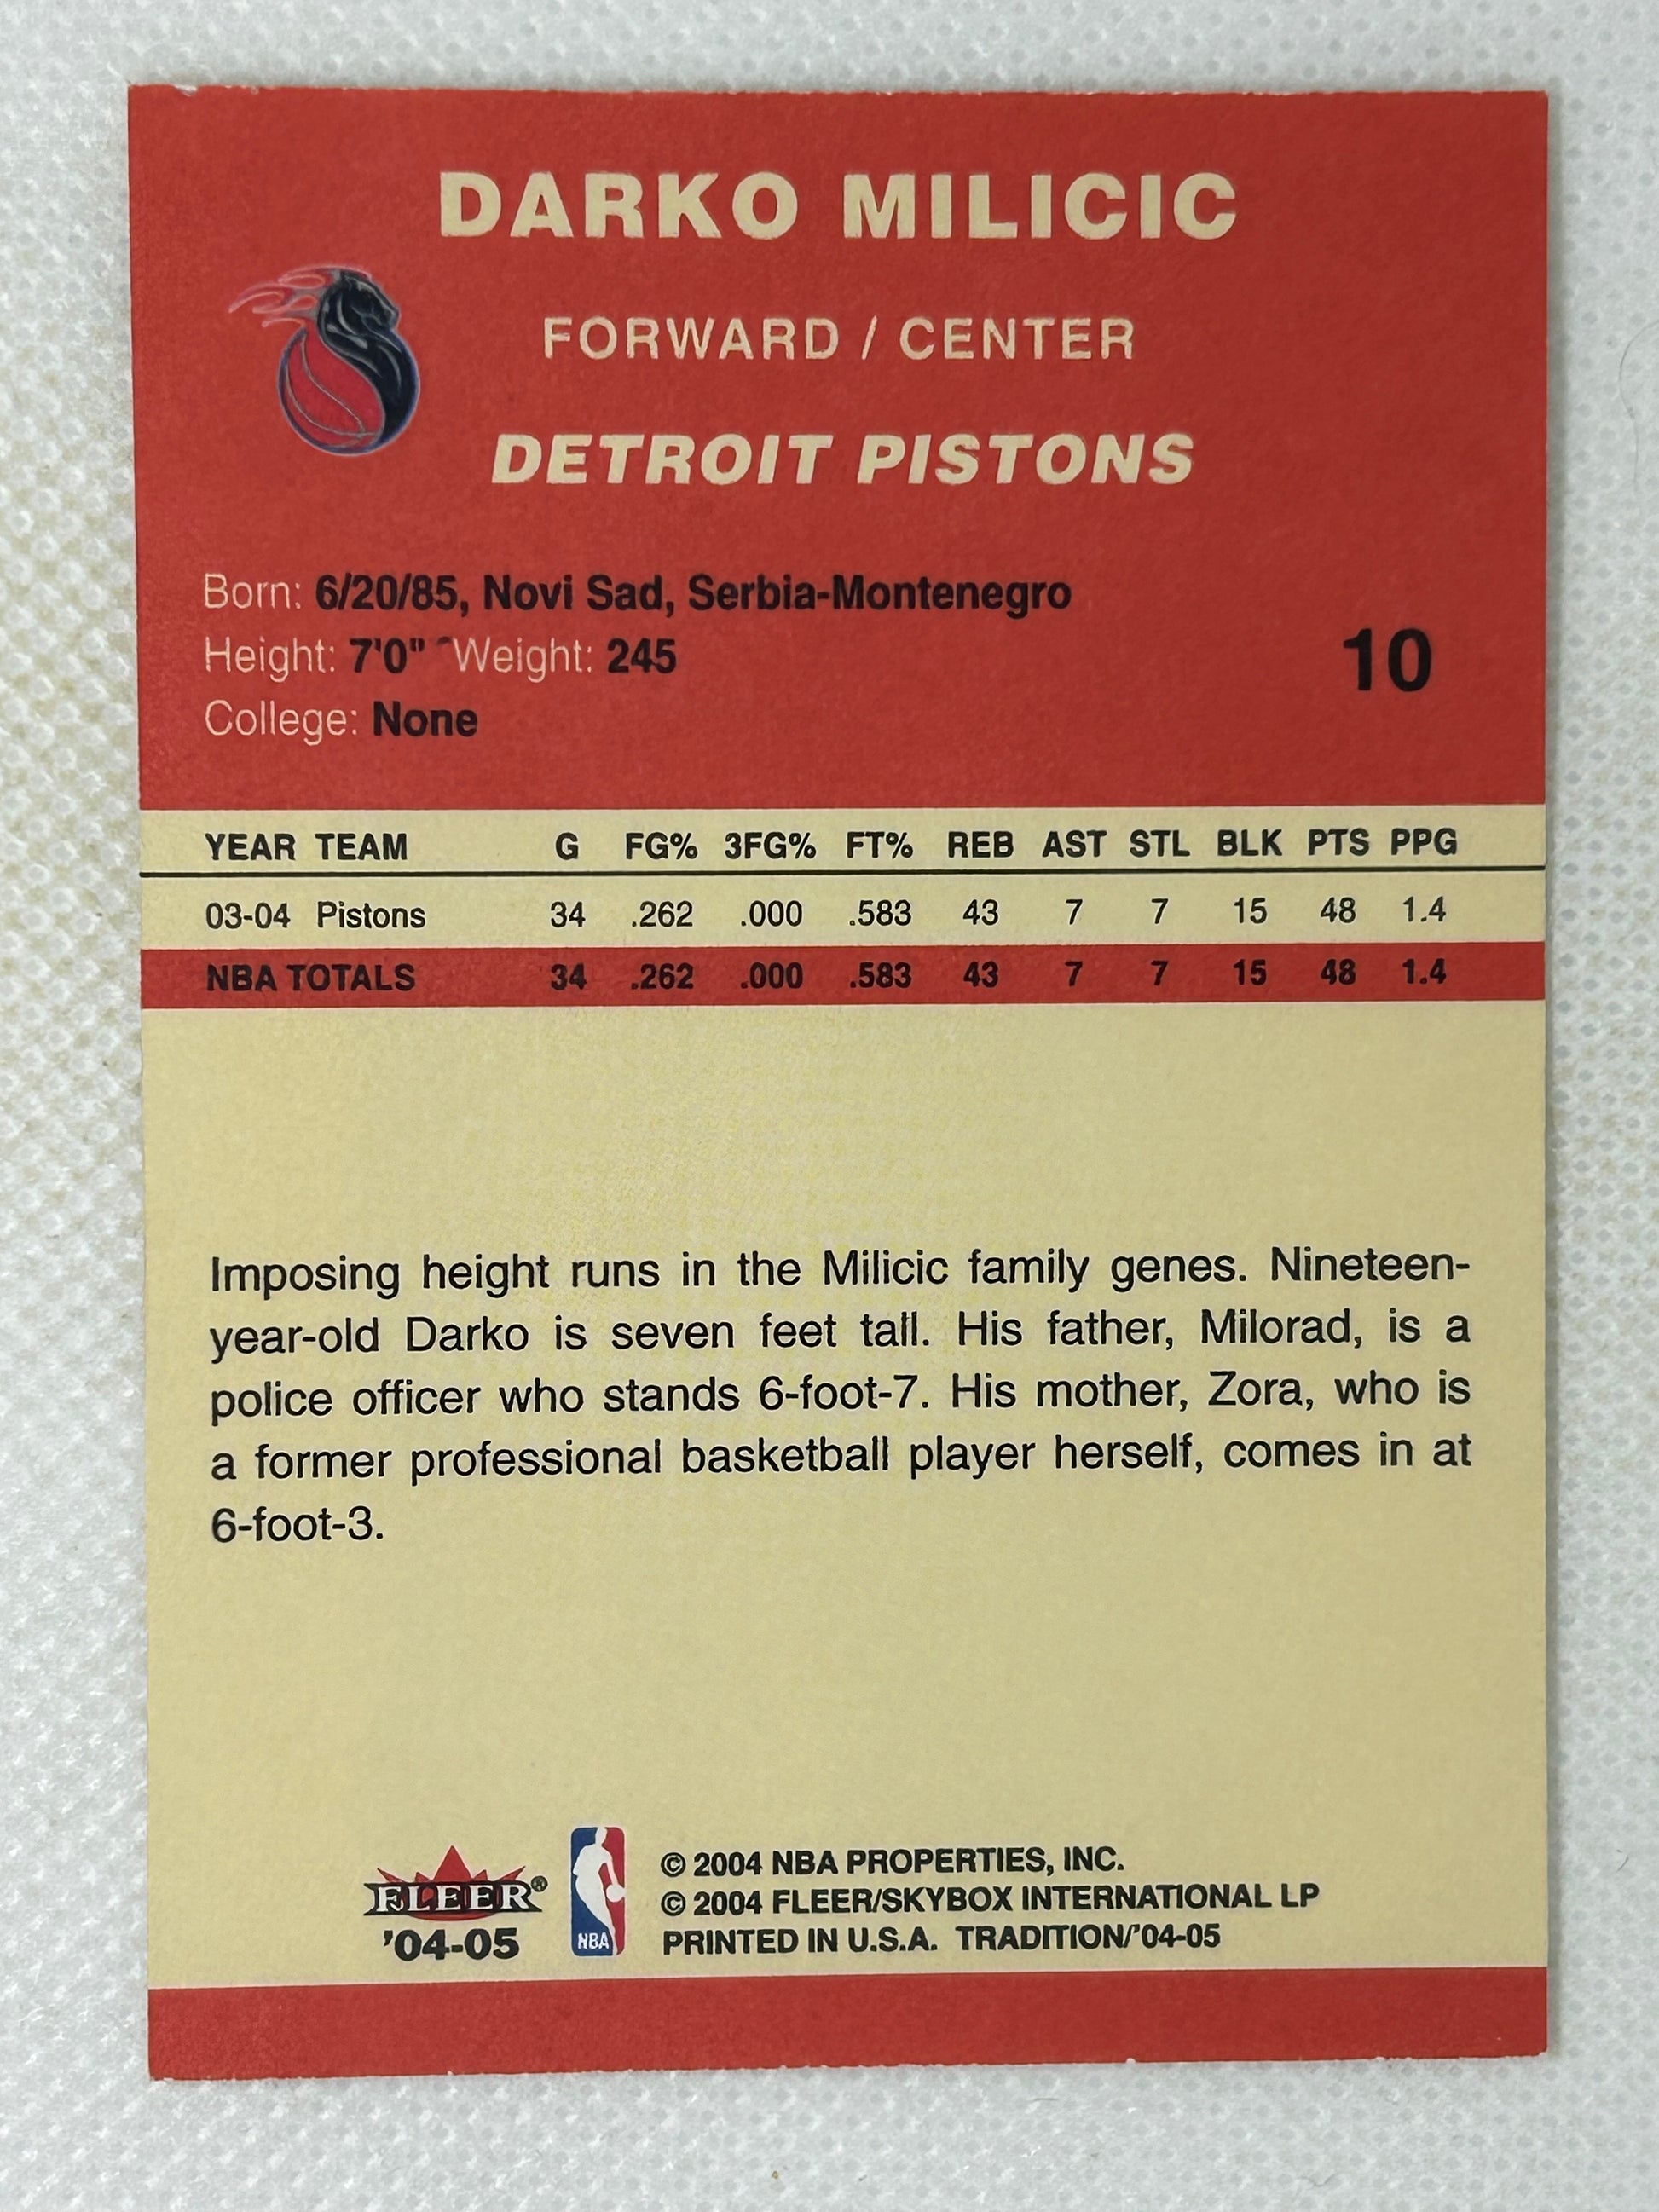 DARKO MILICIC
FORWARD / CENTER
DETROIT PISTONS
Born: 6/20/85, Novi Sad, Serbia-Montenegro
Height: 7'0" Weight: 245
10
College: None
YEAR TEAM G FG% 3FG% FT% REB AST STL BLK PTS PPG
03-04 Pistons 34 .262 .000 .583 43 7 7 15 48 1.4
NBA TOTALS 34 .262 .000 .583 43 7 7 15 48 1.4
Imposing height runs in the Milicic family genes. Nineteen-
year-old Darko is seven feet tall. His father, Milorad, is a
police officer who stands 6-foot-7. His mother, Zora, who is
a former professional basketball player herself, comes in at
6-foot-3.
FLEER®
'04-05
NBA
© 2004 NBA PROPERTIES, INC.
© 2004 FLEER/SKYBOX INTERNATIONAL LP
PRINTED IN U.S.A. TRADITION/'04-05